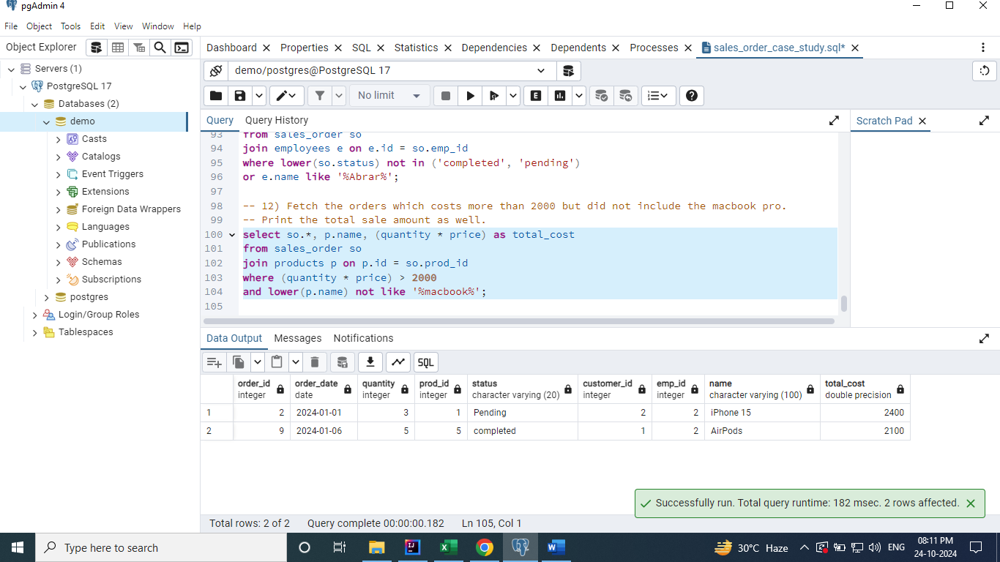 pgAdmin 4
File Object Tools Edit View Window Help
Object Explorer
Dashboard Properties SQL Statistics Dependencies Dependents Processes sales_order_case_study.sql*
Servers (1)
PostgreSQL 17
Databases (2)
demo
Casts
Catalogs
Event Triggers
Extensions
Foreign Data Wrappers
Languages
Publications
Schemas
Subscriptions
postgres
Login/Group Roles
Tablespaces
demo/postgres@PostgreSQL 17
No limit
E
Query Query History
Scratch Pad
93 from sales_order so
94 join employees e on e.id = so.emp_id
95 where lower(so.status) not in ('completed', 'pending')
96 or e.name like '%Abrar%';
97
98 -- 12) Fetch the orders which costs more than 2000 but did not include the macbook pro.
99 -- Print the total sale amount as well.
100 select so.*, p.name, (quantity * price) as total_cost
101 from sales_order so
102 join products p on p.id = so.prod_id
103 where (quantity * price) > 2000
104 and lower(p.name) not like '%macbook%';
105
Data Output Messages Notifications
SQL
order_id order_date quantity prod_id status customer_id emp_id name total_cost
integer date integer integer character varying (20) integer integer character varying (100) double precision
1 2 2024-01-01 3 1 Pending 2 2 iPhone 15 2400
2 9 2024-01-06 5 5 completed 1 2 AirPods 2100
Successfully run. Total query runtime: 182 msec. 2 rows affected.
Total rows: 2 of 2 Query complete 00:00:00.182 Ln 105, Col 1
Type here to search
30°C Haze
ENG
08:11 PM
24-10-2024